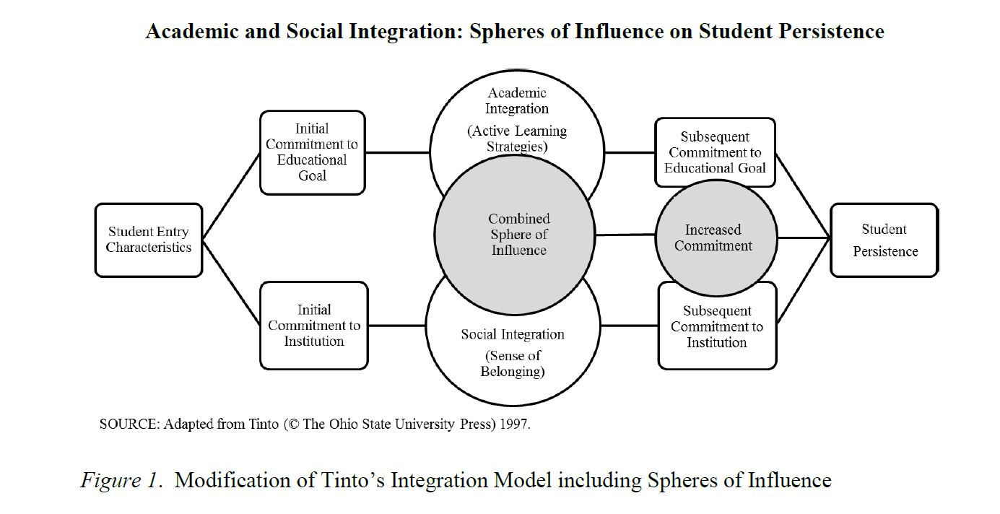 Academic and Social Integration: Spheres of Influence on Student Persistence
Student Entry
Characteristics
Initial
Commitment to
Educational
Goal
Initial
Commitment to
Institution
Academic
Integration
(Active Learning
Strategies)
Combined
Sphere of
Influence
Social Integration
(Sense of
Belonging)
Subsequent
Commitment to
Educational Goal
Increased
Commitment
Subsequent
Commitment to
Institution
Student
Persistence
SOURCE: Adapted from Tinto (© The Ohio State University Press) 1997.
Figure 1.  Modification of Tinto’s Integration Model including Spheres of Influence